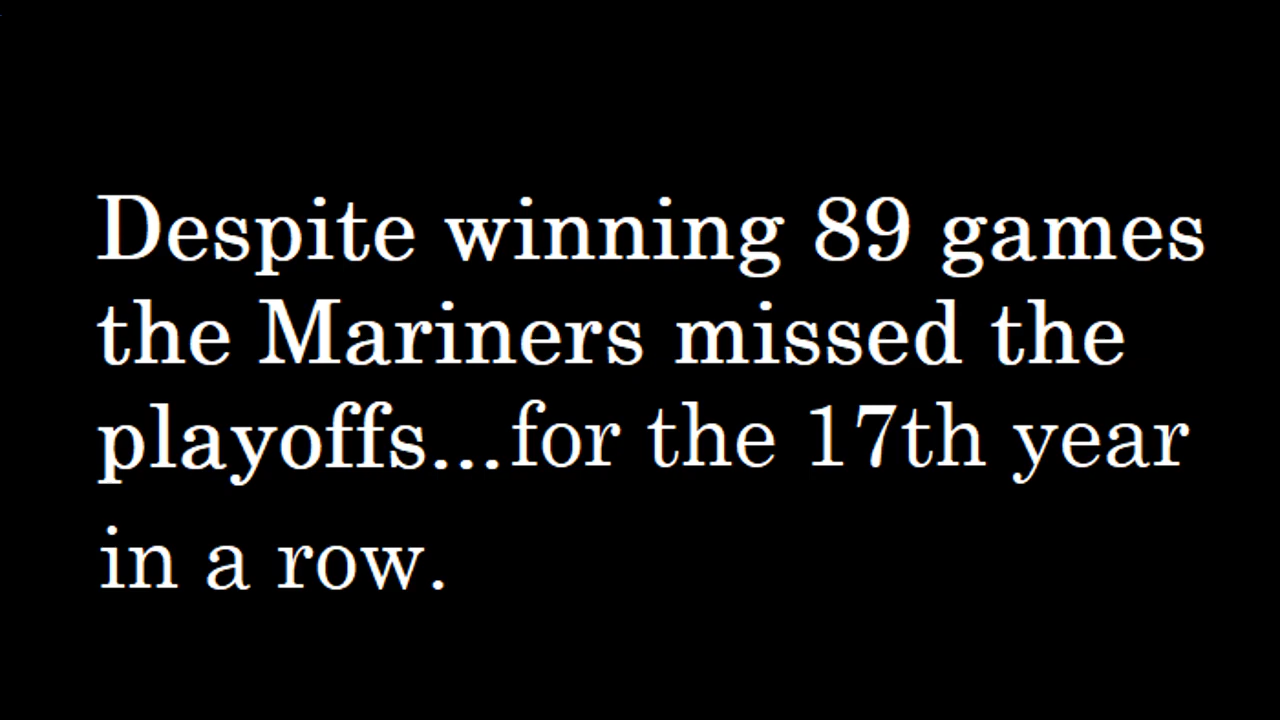 Despite winning 89 games
the Mariners missed the
playoffs...for the 17th year
in a row.